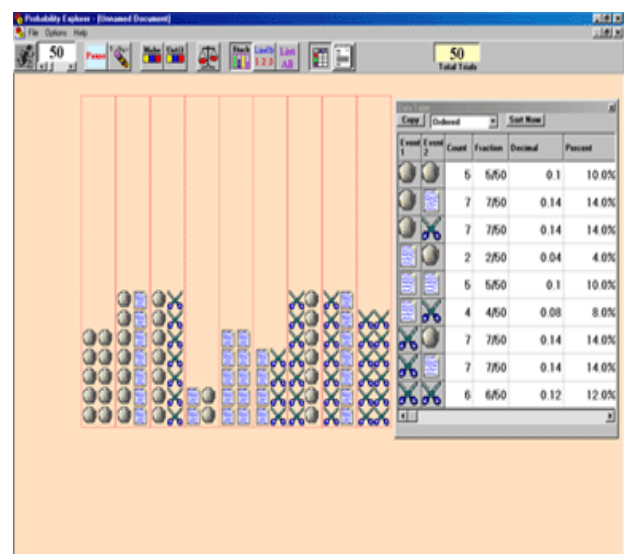 Probability Explorer - [Unnamed Document]
File Options Help
50
Pause
Make
Until
Stack
LineUp
1 2 3
List
All
50
Total Trials
Data Table
Copy
Ordered
Sort Now
Event 1 Event 2 Count Fraction Decimal Percent
5 5/50 0.1 10.0%
7 7/50 0.14 14.0%
7 7/50 0.14 14.0%
2 2/50 0.04 4.0%
5 5/50 0.1 10.0%
4 4/50 0.08 8.0%
7 7/50 0.14 14.0%
7 7/50 0.14 14.0%
6 6/50 0.12 12.0%